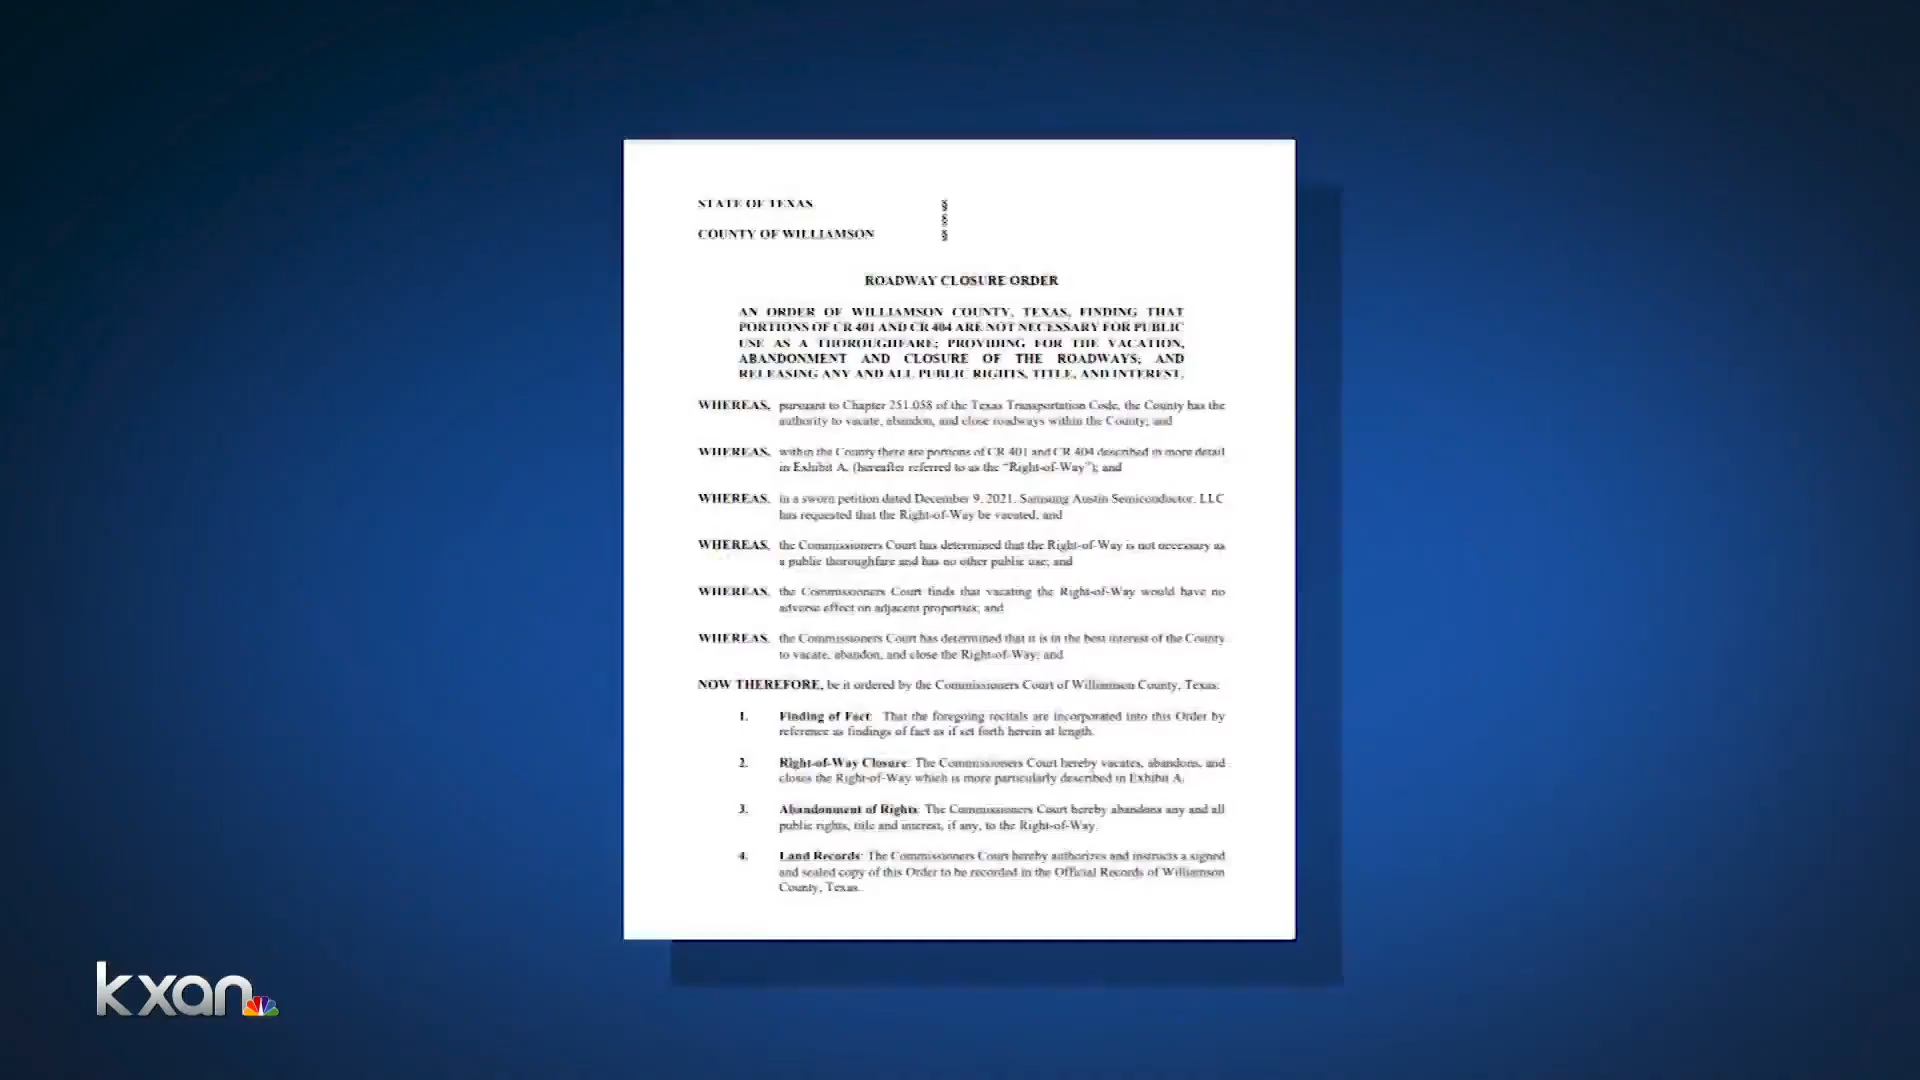 STATE OF TEXAS §
§
COUNTY OF WILLIAMSON §
ROADWAY CLOSURE ORDER
AN ORDER OF WILLIAMSON COUNTY, TEXAS, FINDING THAT
PORTIONS OF CR 401 AND CR 404 ARE NOT NECESSARY FOR PUBLIC
USE AS A THOROUGHFARE; PROVIDING FOR THE VACATION,
ABANDONMENT AND CLOSURE OF THE ROADWAYS; AND
RELEASING ANY AND ALL PUBLIC RIGHTS, TITLE, AND INTEREST.
WHEREAS, pursuant to Chapter 251.058 of the Texas Transportation Code, the County has the
authority to vacate, abandon, and close roadways within the County; and
WHEREAS, within the County there are portions of CR 401 and CR 404 described in more detail
in Exhibit A, (hereafter referred to as the “Right-of-Way”); and
WHEREAS, in a sworn petition dated December 9, 2021, Samsung Austin Semiconductor, LLC
has requested that the Right-of-Way be vacated, and
WHEREAS, the Commissioners Court has determined that the Right-of-Way is not necessary as
a public thoroughfare and has no other public use; and
WHEREAS, the Commissioners Court finds that vacating the Right-of-Way would have no
adverse effect on adjacent properties; and
WHEREAS, the Commissioners Court has determined that it is in the best interest of the County
to vacate, abandon, and close the Right-of-Way; and
NOW THEREFORE, be it ordered by the Commissioners Court of Williamson County, Texas:
1. Finding of Fact: That the foregoing recitals are incorporated into this Order by
reference as findings of fact as if set forth herein at length.
2. Right-of-Way Closure: The Commissioners Court hereby vacates, abandons, and
closes the Right-of-Way which is more particularly described in Exhibit A.
3. Abandonment of Rights: The Commissioners Court hereby abandons any and all
public rights, title and interest, if any, to the Right-of-Way.
4. Land Records: The Commissioners Court hereby authorizes and instructs a signed
and sealed copy of this Order to be recorded in the Official Records of Williamson
County, Texas.
kxan